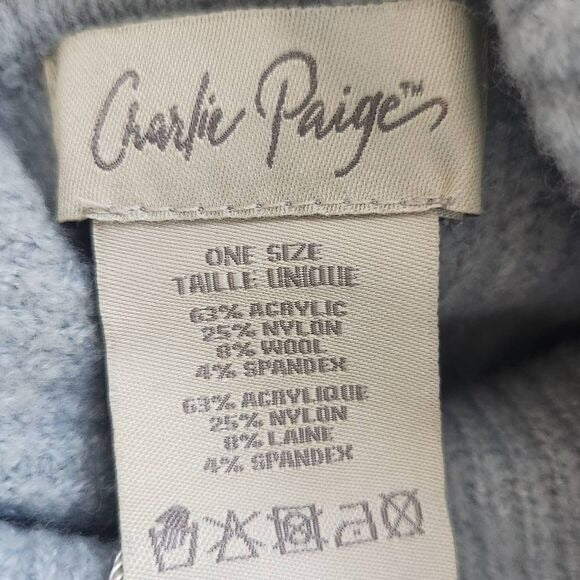 Charlie Paige™
ONE SIZE
TAILLE UNIQUE
63% ACRYLIC
25% NYLON
8% WOOL
4% SPANDEX
63% ACRYLIQUE
25% NYLON
8% LAINE
4% SPANDEX